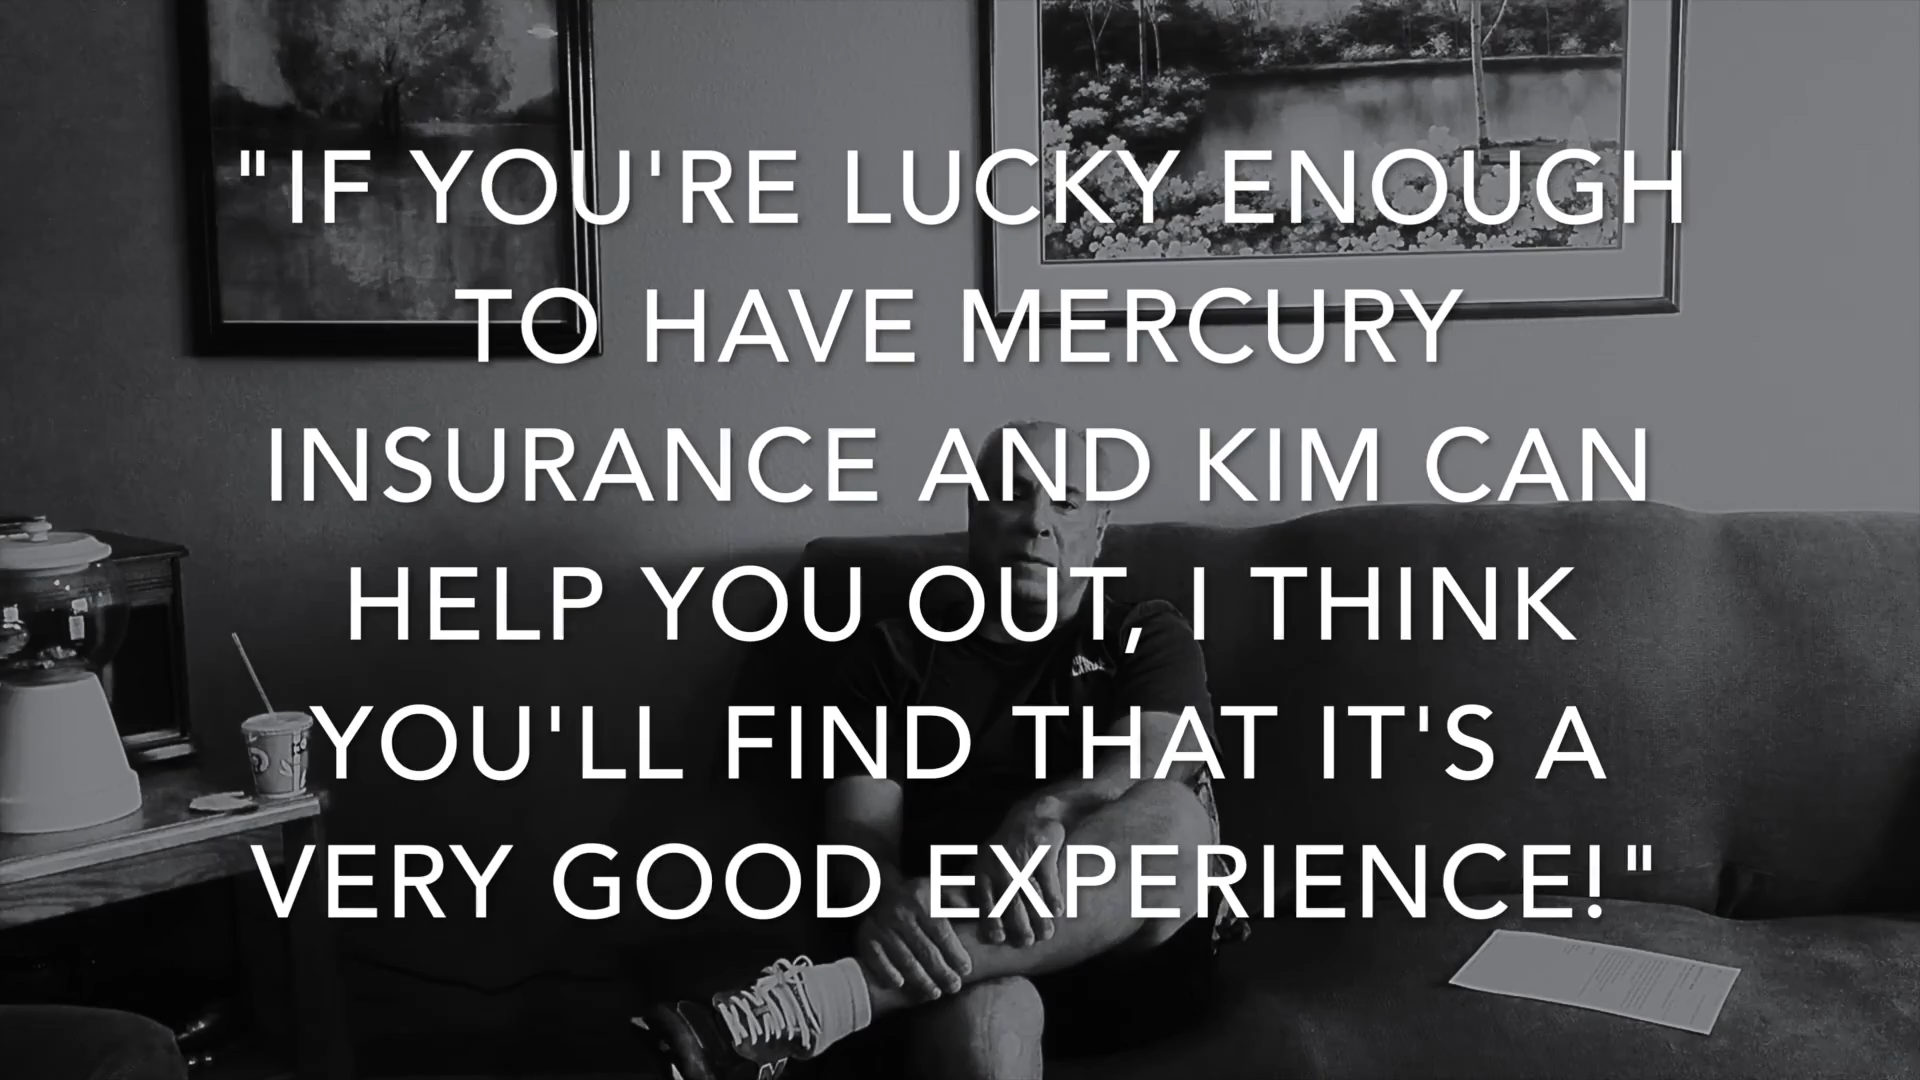 "IF YOU'RE LUCKY ENOUGH
TO HAVE MERCURY
INSURANCE AND KIM CAN
HELP YOU OUT, I THINK
YOU'LL FIND THAT IT'S A
VERY GOOD EXPERIENCE!"